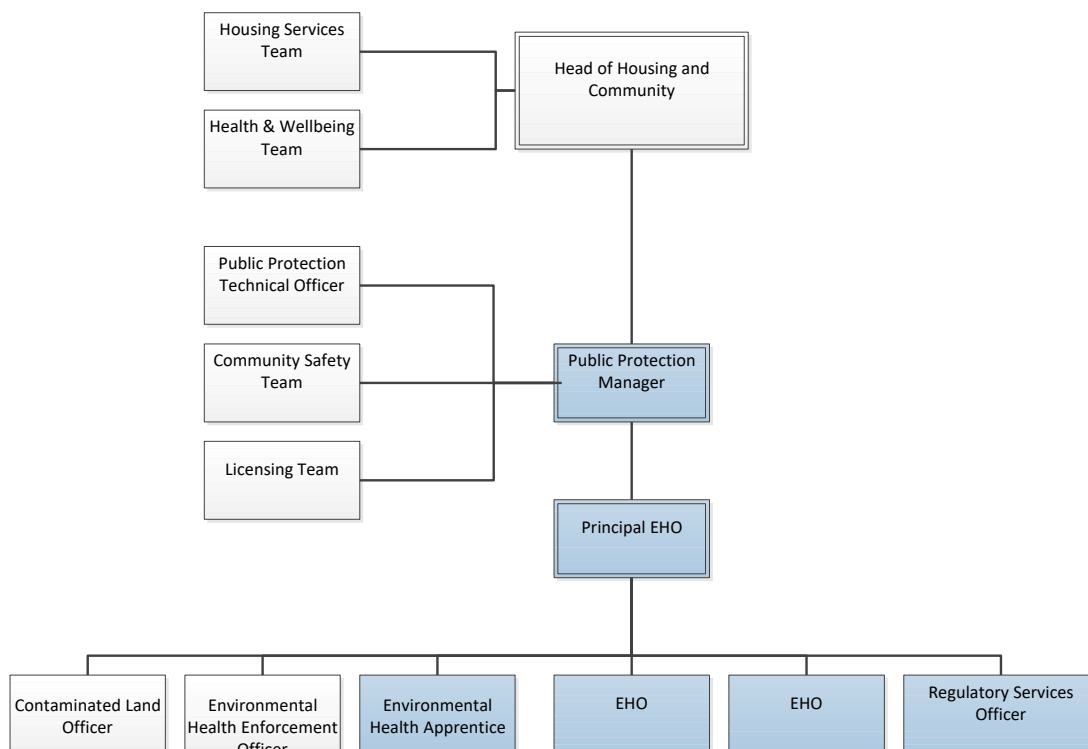 Housing Services
Team
Head of Housing and
Community
Health & Wellbeing
Team
Public Protection
Technical Officer
Community Safety
Team
Public Protection
Manager
Licensing Team
Principal EHO
Contaminated Land
Officer
Environmental
Health Enforcement
Officer
Environmental
Health Apprentice
EHO
EHO
Regulatory Services
Officer